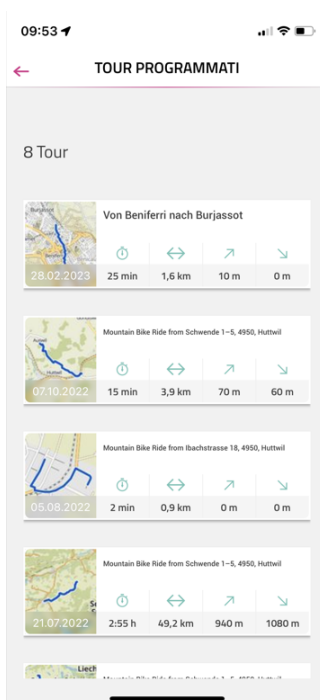 09:53
TOUR PROGRAMMATI
8 Tour
Burjassot
Von Beniferri nach Burjassot
28.02.2023 25 min 1,6 km 10 m 0 m
Mountain Bike Ride from Schwende 1-5, 4950, Huttwil
Huttwil
07.10.2022 15 min 3,9 km 70 m 60 m
Mountain Bike Ride from Ibachstrasse 18, 4950, Huttwil
05.08.2022 2 min 0,9 km 0 m 0 m
Mountain Bike Ride from Schwende 1-5, 4950, Huttwil
21.07.2022 2:55 h 49,2 km 940 m 1080 m
Liech